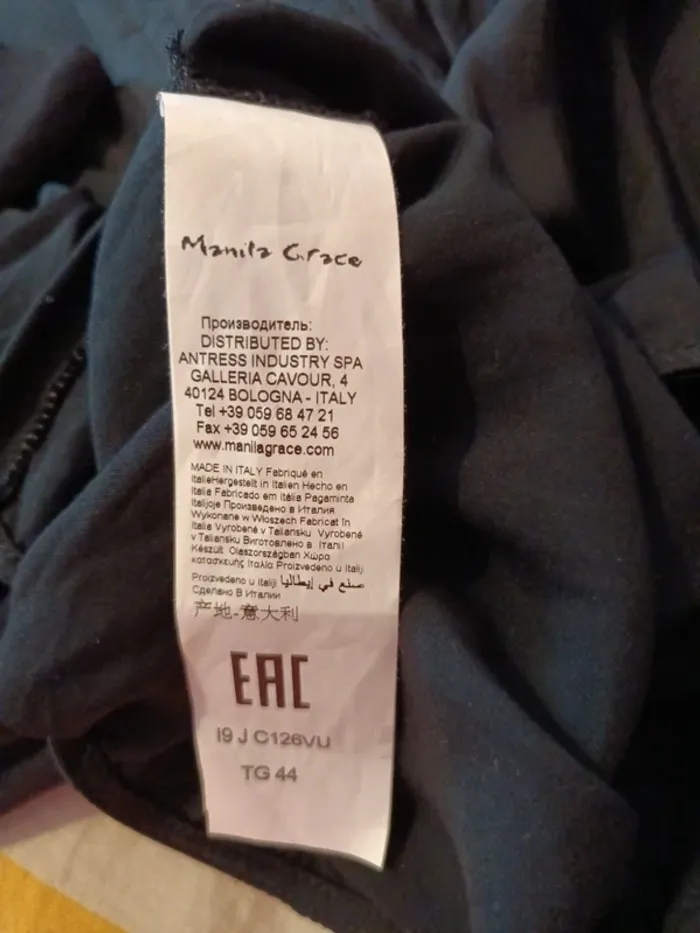 Manila Grace
Производитель:
DISTRIBUTED BY:
ANTRESS INDUSTRY SPA
GALLERIA CAVOUR, 4
40124 BOLOGNA - ITALY
Tel +39 059 68 47 21
Fax +39 059 65 24 56
www.manilagrace.com
MADE IN ITALY Fabriqué en
ItalieHergestellt in Italien Hecho en
Italia Fabricado em Itália Pagaminta
Italijoje Произведено в Италия
Wykonane w Włoszech Fabricat în
Italia Vyrobené v Taliansku Vyrobené
v Taliansku Виготовлено в Італії
Készült Olaszországban Χώρα
κατασκευής Ιταλία Proizvedeno u Italij
Proizvedeno u Italiji صنع في إيطاليا
Сделано В Италии
产地-意大利
EAC
I9 J C126VU
TG 44